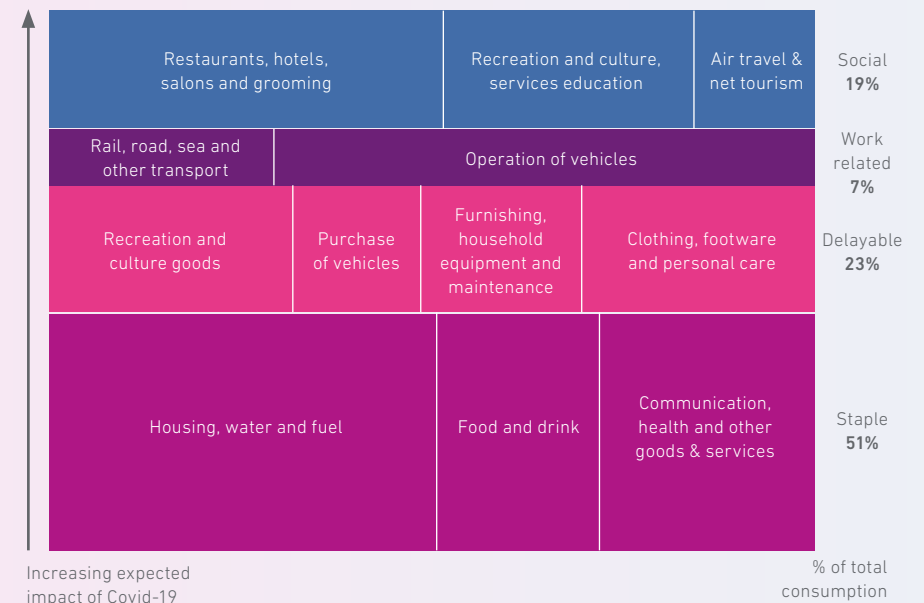 Restaurants, hotels,
salons and grooming
Recreation and culture,
services education
Air travel &
net tourism
Social
19%
Rail, road, sea and
other transport
Operation of vehicles
Work
related
7%
Recreation and
culture goods
Purchase
of vehicles
Furnishing,
household
equipment and
maintenance
Clothing, footware
and personal care
Delayable
23%
Housing, water and fuel
Food and drink
Communication,
health and other
goods & services
Staple
51%
Increasing expected
impact of Covid-19
% of total
consumption